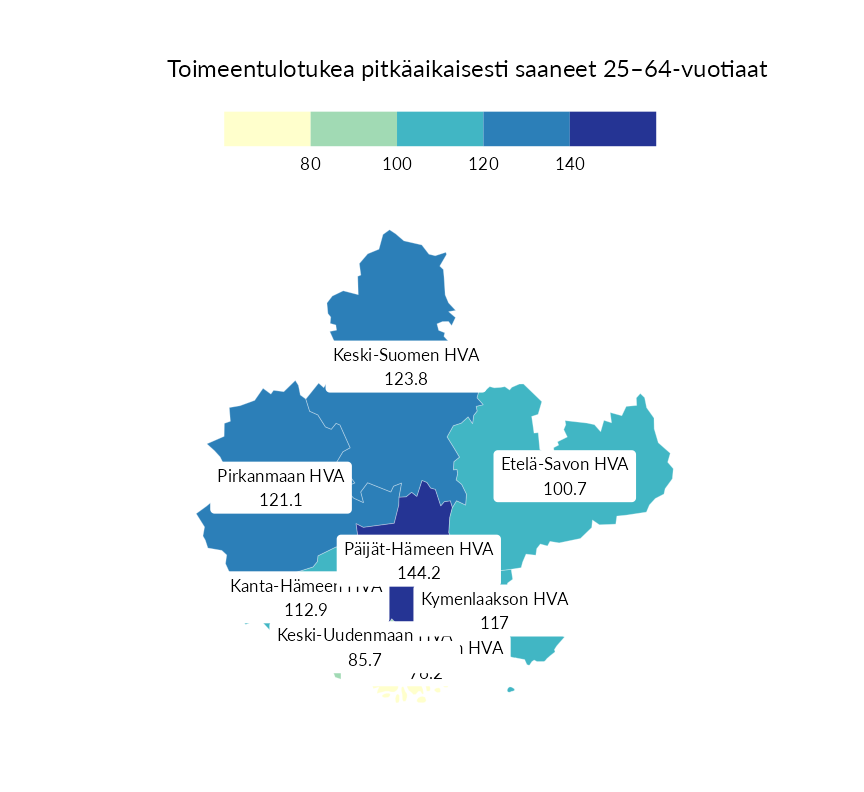 Toimeentulotukea pitkäaikaisesti saaneet 25–64-vuotiaat
80 100 120 140
Keski-Suomen HVA
123.8
Etelä-Savon HVA
100.7
Pirkanmaan HVA
121.1
Päijät-Hämeen HVA
144.2
Kanta-Hämeen HVA
112.9
Kymenlaakson HVA
117
Keski-Uudenmaan HVA
85.7
HVA
76.2